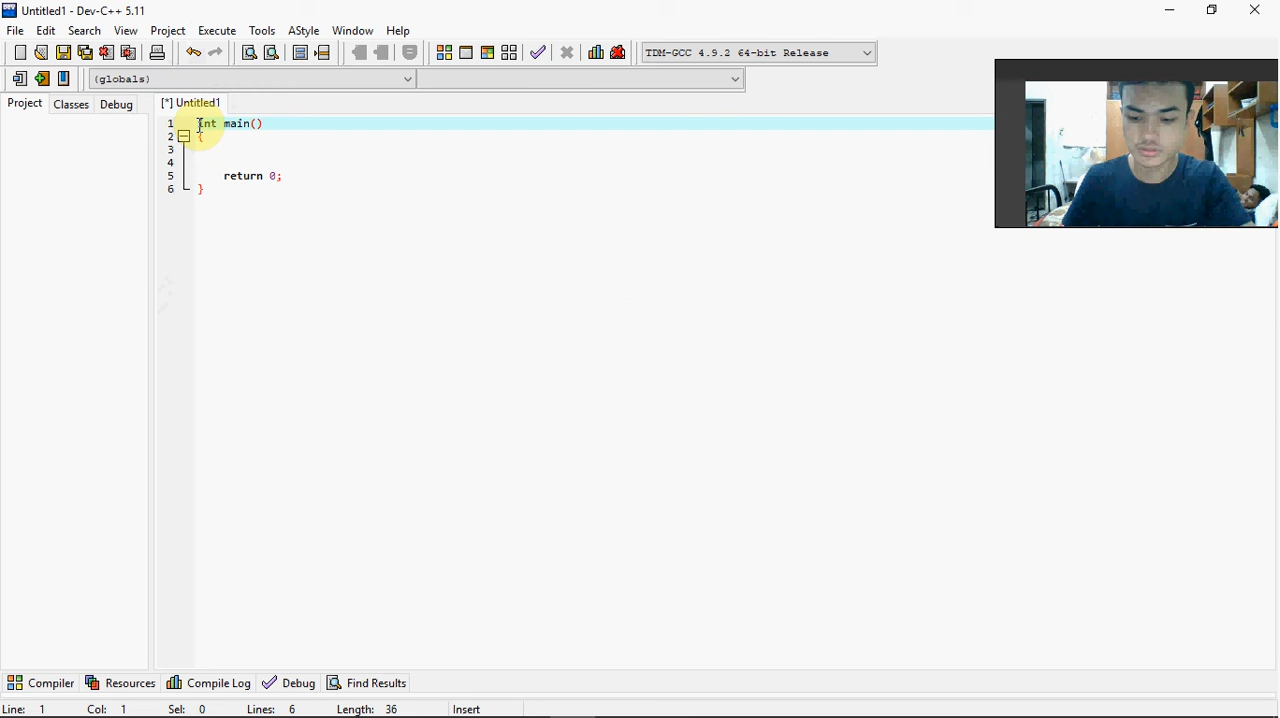 Untitled1 - Dev-C++ 5.11
File Edit Search View Project Execute Tools AStyle Window Help
TDM-GCC 4.9.2 64-bit Release
(globals)
Project Classes Debug [*] Untitled1
1 int main()
2 {
3
4
5 return 0;
6 }
Compiler Resources Compile Log Debug Find Results
Line: 1 Col: 1 Sel: 0 Lines: 6 Length: 36 Insert